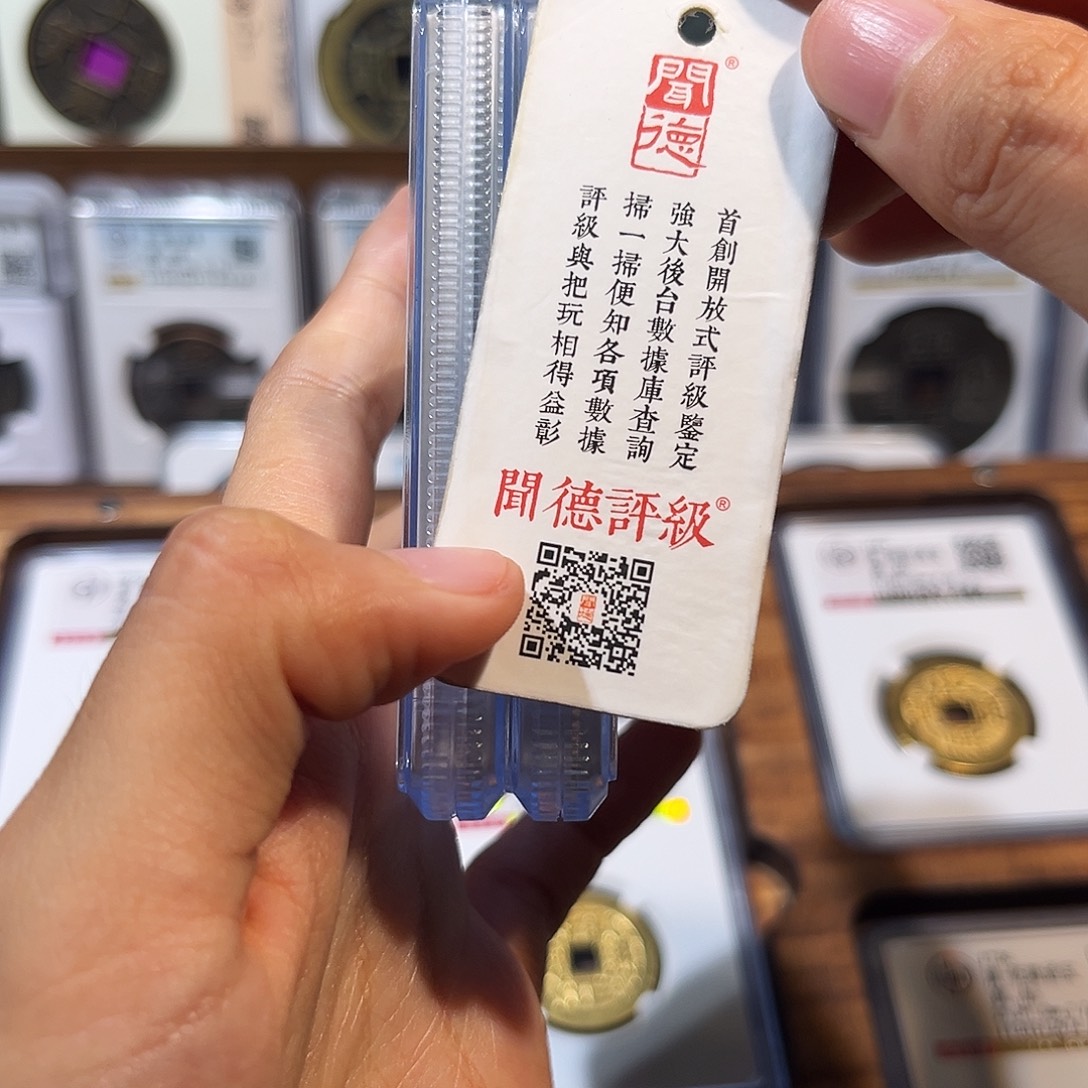 聞德®
首創開放式評級鑒定
強大後台數據庫查詢
掃一掃便知各項數據
評級與把玩相得益彰
聞德評級®